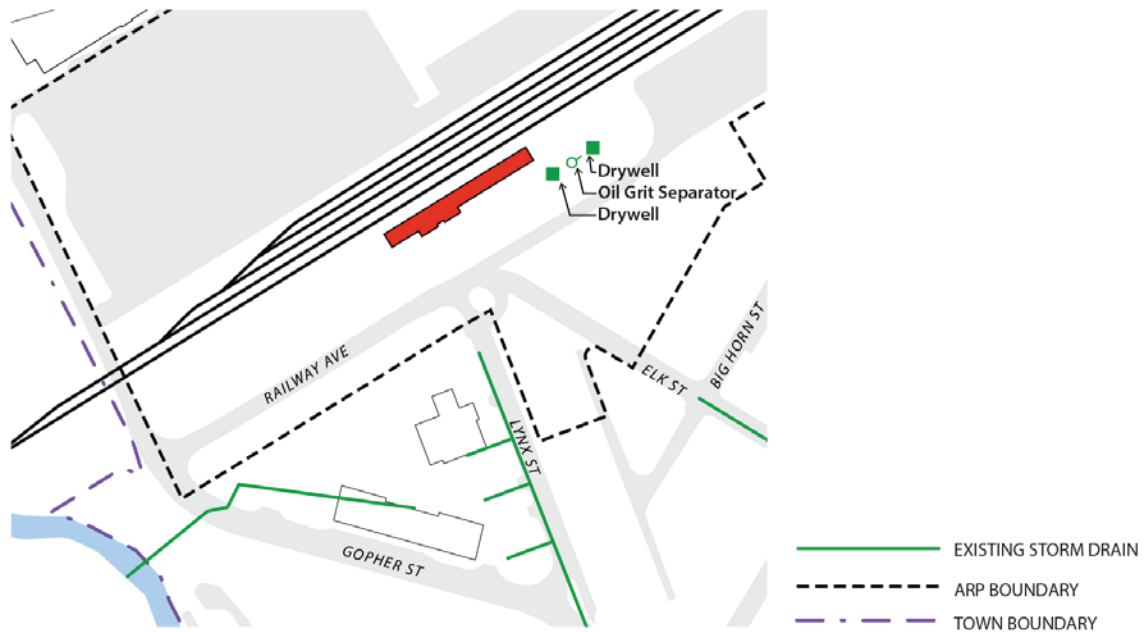 Drywell
Oil Grit Separator
Drywell
RAILWAY AVE
ELK ST
BIG HORN ST
LYNX ST
GOPHER ST
EXISTING STORM DRAIN
ARP BOUNDARY
TOWN BOUNDARY